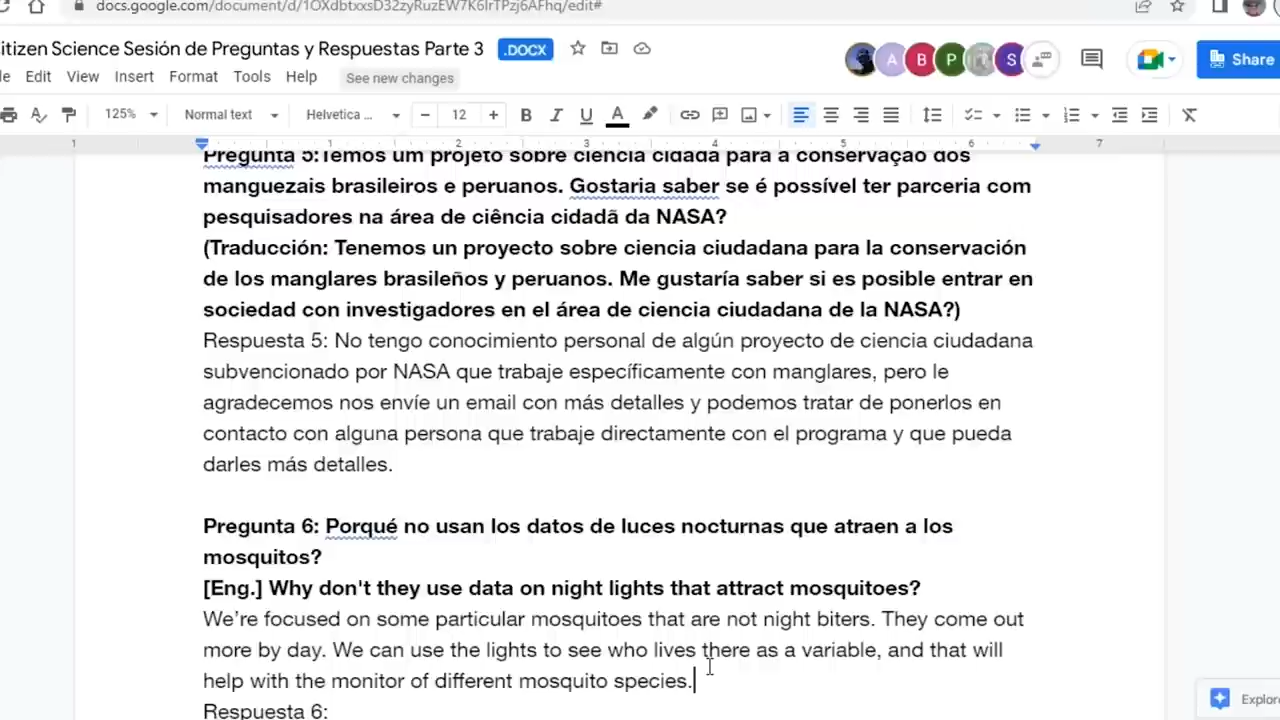 docs.google.com/document/d/1OXdbtxxsD32zyRuzEW7K6IrTPzj6AFhq/edit#
itizen Science Sesión de Preguntas y Respuestas Parte 3 .DOCX
A B P S
Share
le Edit View Insert Format Tools Help See new changes
125% Normal text Helvetica ... − 12 + B I U A
1 1 2 3 4 5 6 7
Pregunta 5:Temos um projeto sobre ciência cidadã para a conservação dos
manguezais brasileiros e peruanos. Gostaria saber se é possível ter parceria com
pesquisadores na área de ciência cidadã da NASA?
(Traducción: Tenemos un proyecto sobre ciencia ciudadana para la conservación
de los manglares brasileños y peruanos. Me gustaría saber si es posible entrar en
sociedad con investigadores en el área de ciencia ciudadana de la NASA?)
Respuesta 5: No tengo conocimiento personal de algún proyecto de ciencia ciudadana
subvencionado por NASA que trabaje específicamente con manglares, pero le
agradecemos nos envíe un email con más detalles y podemos tratar de ponerlos en
contacto con alguna persona que trabaje directamente con el programa y que pueda
darles más detalles.
Pregunta 6: Porqué no usan los datos de luces nocturnas que atraen a los
mosquitos?
[Eng.] Why don't they use data on night lights that attract mosquitoes?
We’re focused on some particular mosquitoes that are not night biters. They come out
more by day. We can use the lights to see who lives there as a variable, and that will
help with the monitor of different mosquito species.
Explore
Respuesta 6: